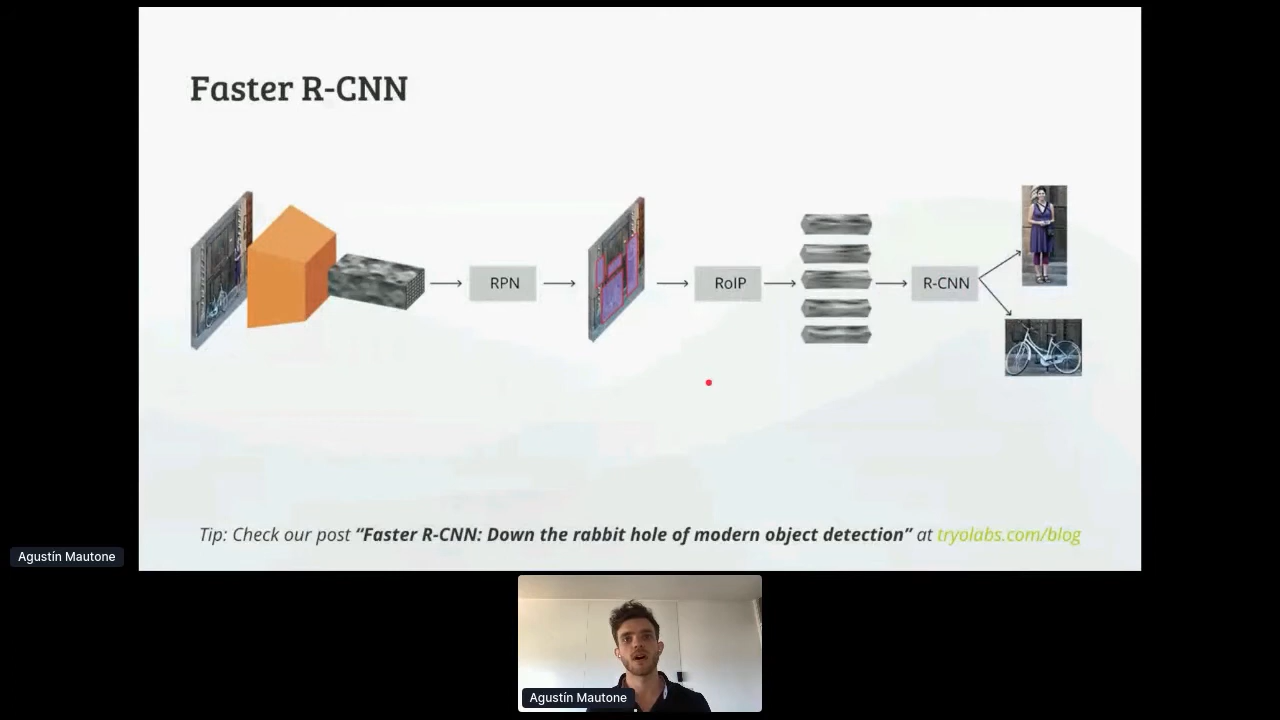 Faster R-CNN
RPN
RoIP
R-CNN
Tip: Check our post “Faster R-CNN: Down the rabbit hole of modern object detection” at tryolabs.com/blog
Agustín Mautone
Agustín Mautone